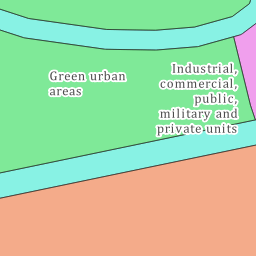 Green urban
areas
Industrial,
commercial,
public,
military and
private units